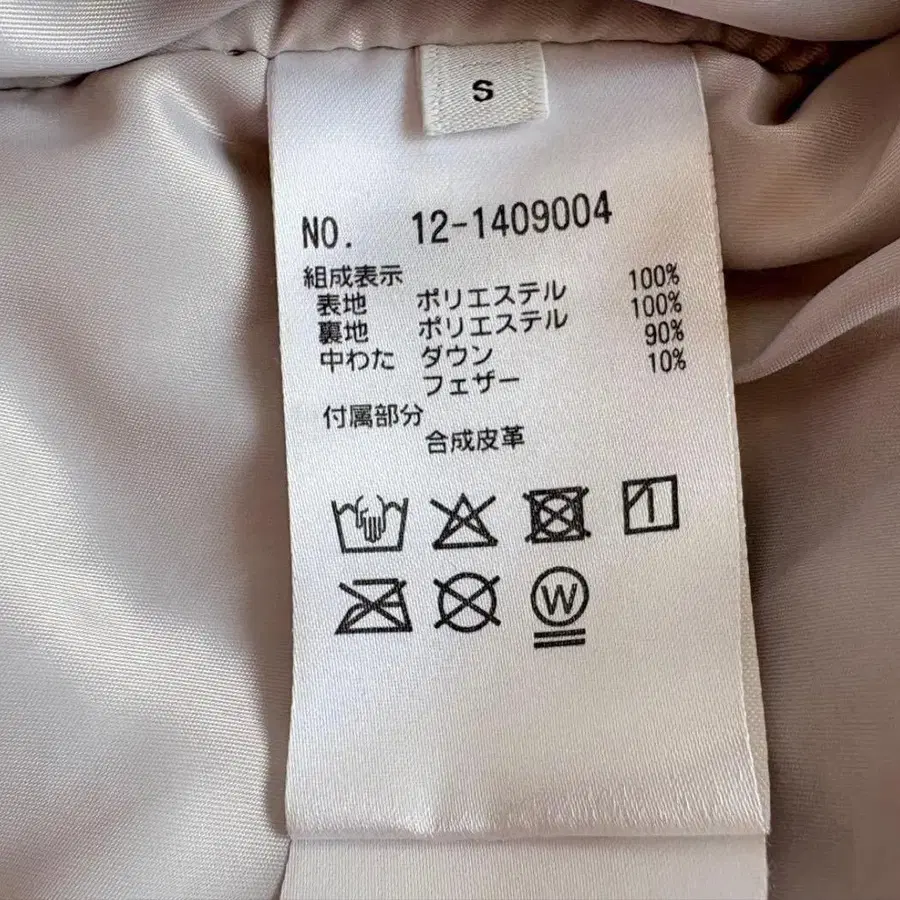 S
NO. 12-1409004
組成表示
表地 ポリエステル 100%
裏地 ポリエステル 100%
中わた ダウン 90%
フェザー 10%
付属部分
合成皮革
W